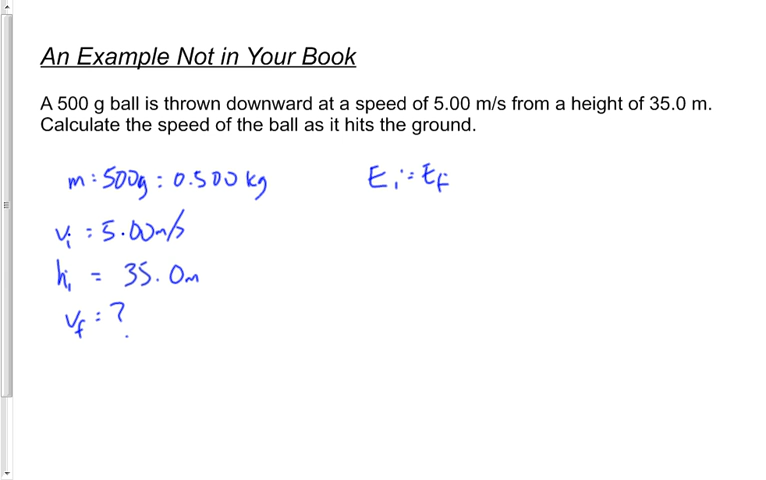 An Example Not in Your Book
A 500 g ball is thrown downward at a speed of 5.00 m/s from a height of 35.0 m.
Calculate the speed of the ball as it hits the ground.
m = 500g = 0.500 kg
Ei = Ef
vi = 5.00m/s
hi = 35.0m
vf = ?